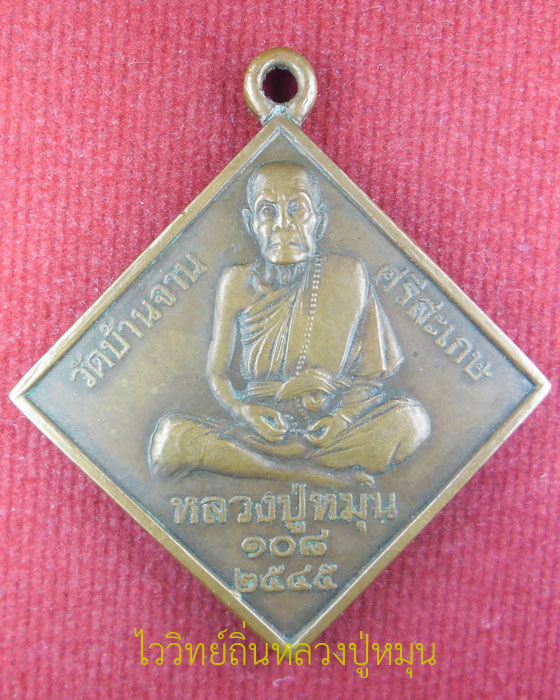 วัดบ้านจาน
ศรีสะเกษ
หลวงปู่หมุน
๑๐๘
๒๕๔๕
ไววิทย์ถิ่นหลวงปู่หมุน